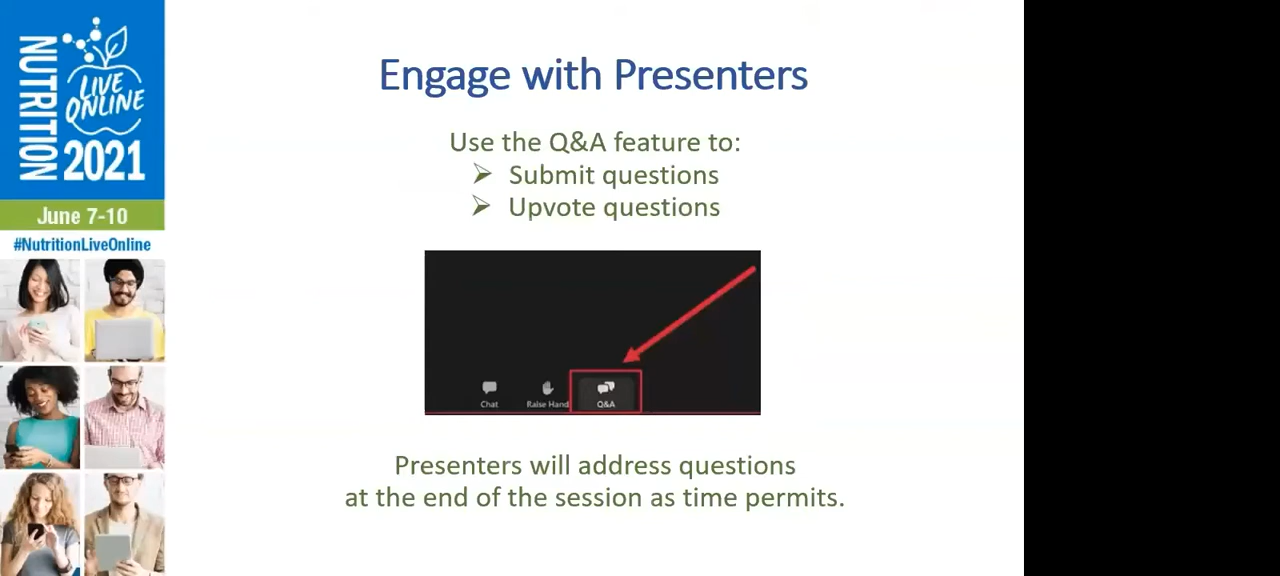 NUTRITION
LIVE
ONLINE
2021
June 7-10
#NutritionLiveOnline
Engage with Presenters
Use the Q&A feature to:
➢ Submit questions
➢ Upvote questions
Chat
Raise Hand
Q&A
Presenters will address questions
at the end of the session as time permits.